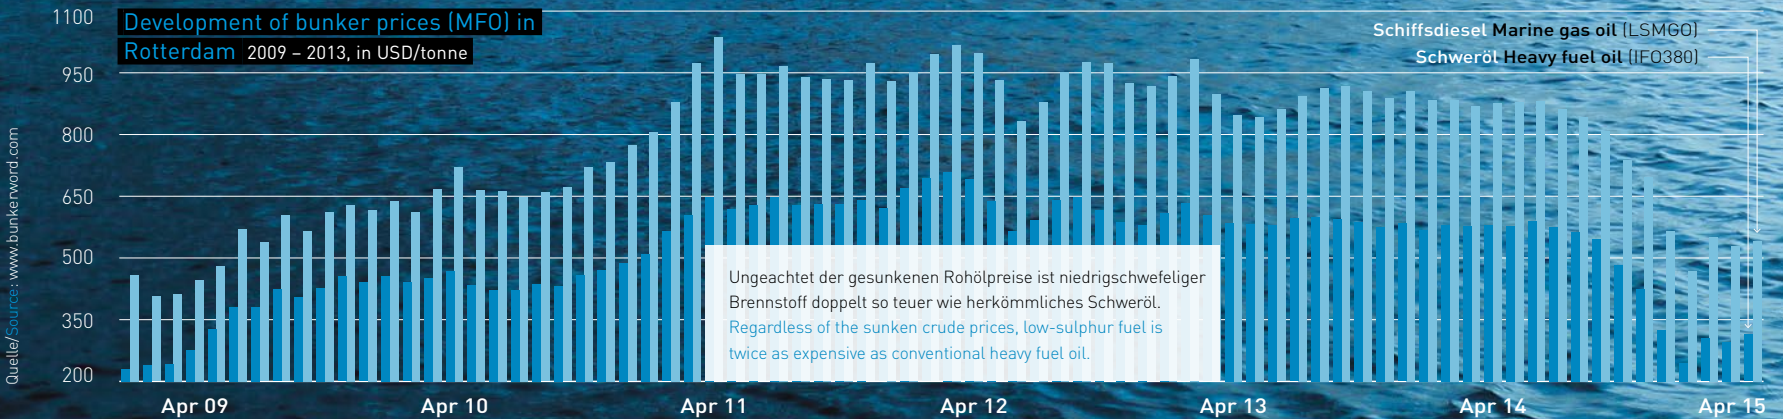 Development of bunker prices (MFO) in
Rotterdam 2009 – 2013, in USD/tonne
Schiffsdiesel Marine gas oil (LSMGO)
Schweröl Heavy fuel oil (IFO380)
1100
950
800
650
500
350
200
Quelle/Source: www.bunkerword.com
Ungeachtet der gesunkenen Rohölpreise ist niedrigschwefeliger
Brennstoff doppelt so teuer wie herkömmliches Schweröl.
Regardless of the sunken crude prices, low-sulphur fuel is
twice as expensive as conventional heavy fuel oil.
Apr 09
Apr 10
Apr 11
Apr 12
Apr 13
Apr 14
Apr 15